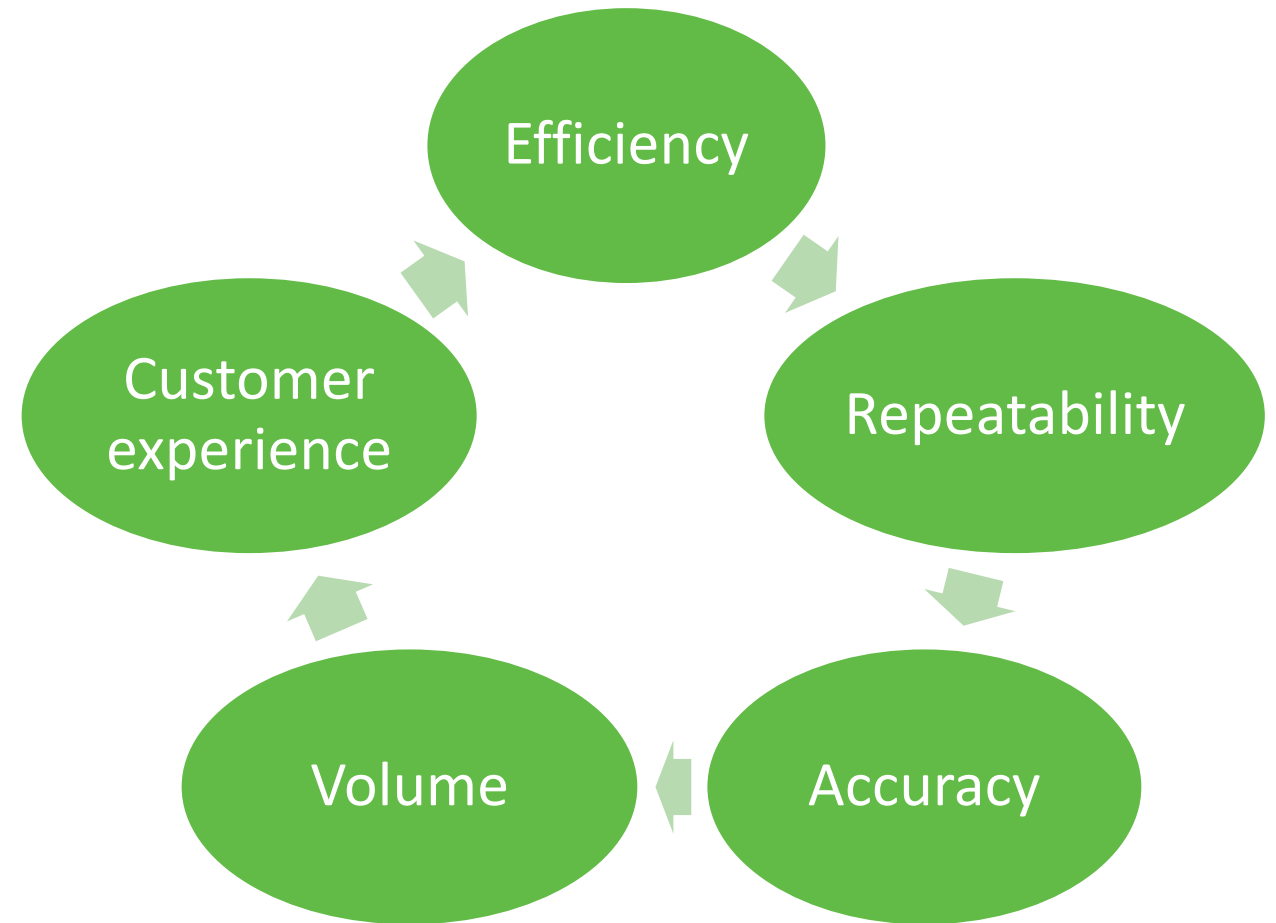 Efficiency
Repeatability
Accuracy
Volume
Customer
experience